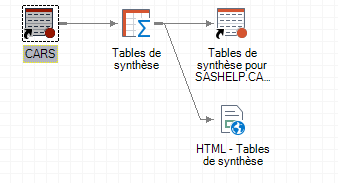 CARS
Tables de
synthèse
Tables de
synthèse pour
SASHELP.CA...
HTML - Tables
de synthèse